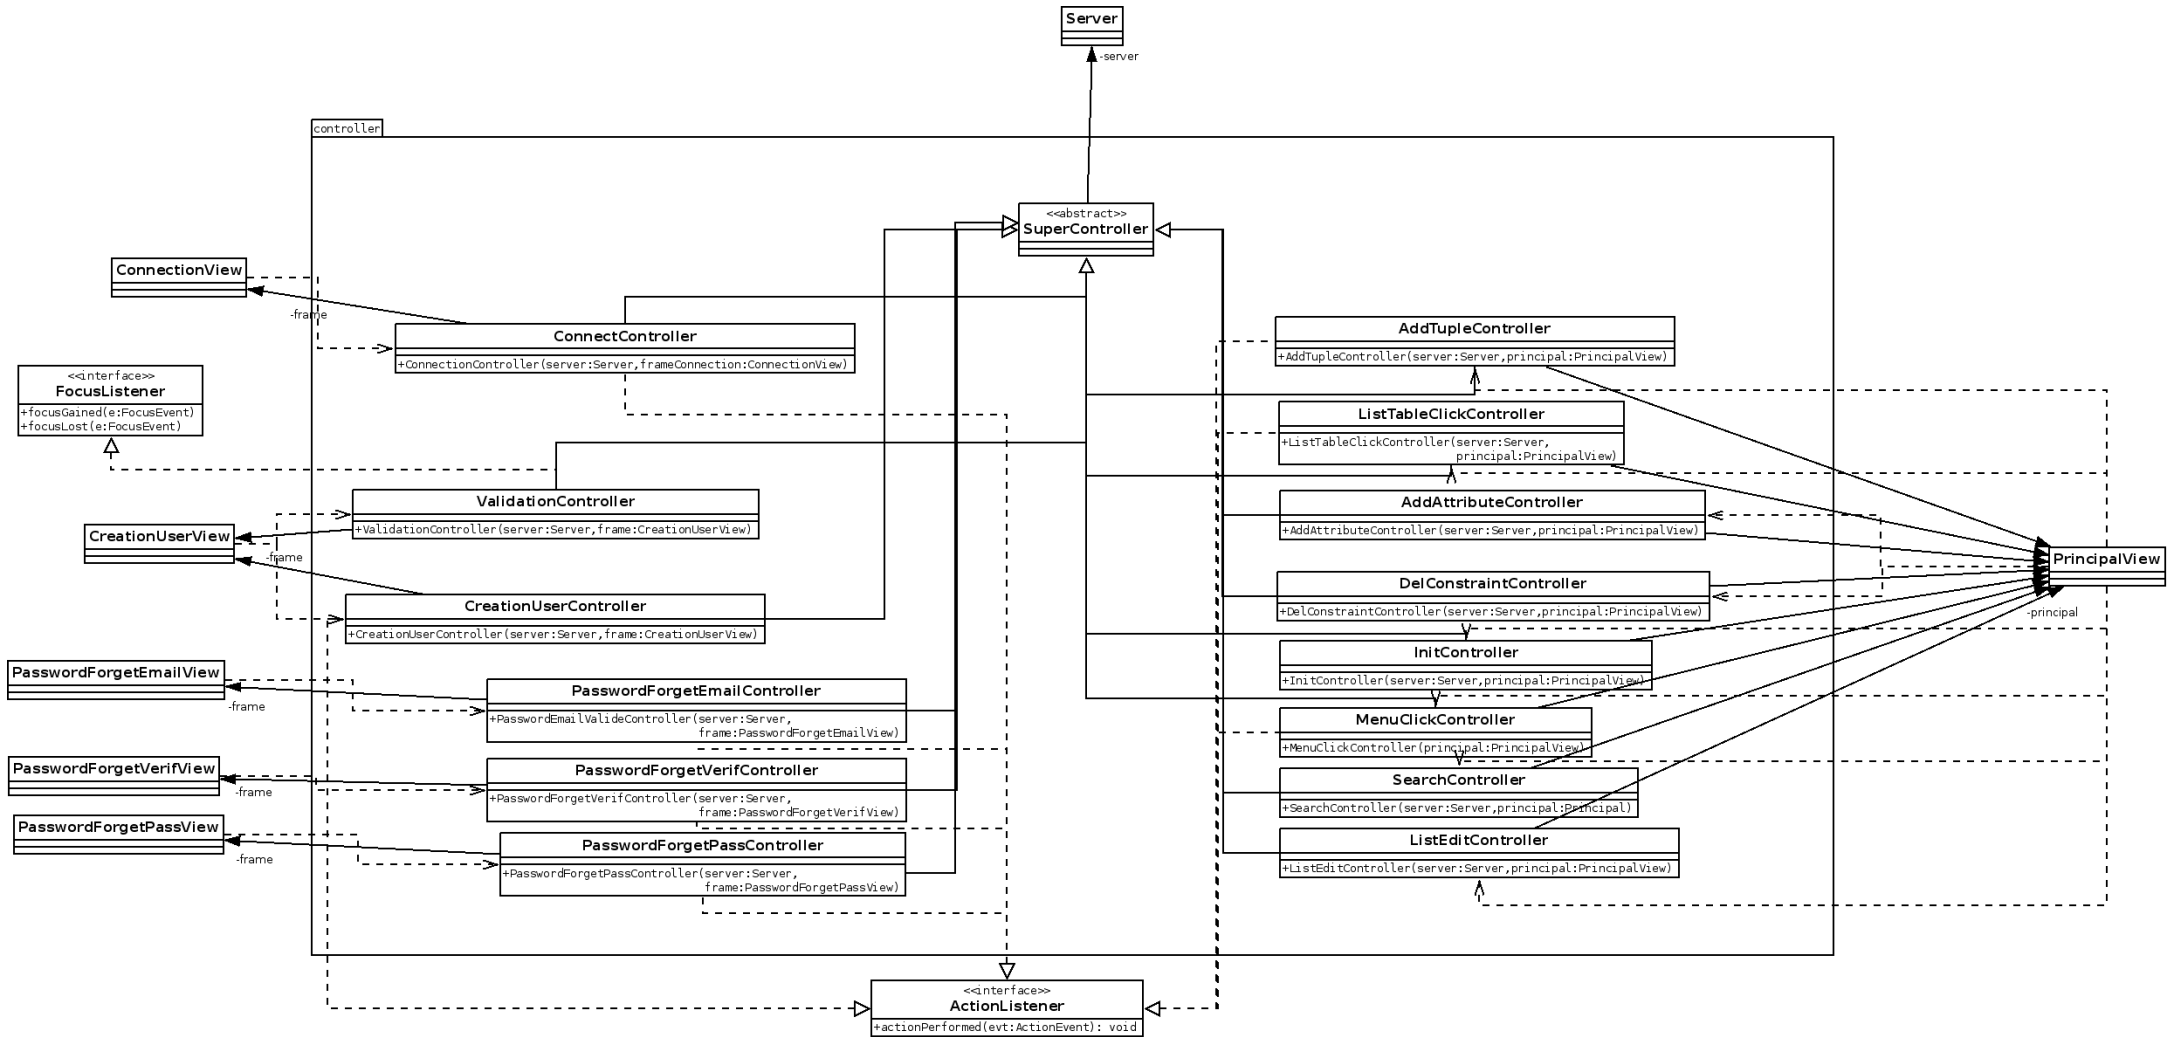 Server
-server
controller
<<abstract>>
SuperController
ConnectionView
-frame
ConnectController
+ConnectionController(server:Server,frameConnection:ConnectionView)
<<interface>>
FocusListener
+focusGained(e:FocusEvent)
+focusLost(e:FocusEvent)
ValidationController
+ValidationController(server:Server,frame:CreationUserView)
CreationUserView
-frame
CreationUserController
+CreationUserController(server:Server,frame:CreationUserView)
PasswordForgetEmailView
-frame
PasswordForgetEmailController
+PasswordEmailValideController(server:Server,
frame:PasswordForgetEmailView)
PasswordForgetVerifView
-frame
PasswordForgetVerifController
+PasswordForgetVerifController(server:Server,
frame:PasswordForgetVerifView)
PasswordForgetPassView
-frame
PasswordForgetPassController
+PasswordForgetPassController(server:Server,
frame:PasswordForgetPassView)
AddTupleController
+AddTupleController(server:Server,principal:PrincipalView)
ListTableClickController
+ListTableClickController(server:Server,
principal:PrincipalView)
AddAttributeController
+AddAttributeController(server:Server,principal:PrincipalView)
DelConstraintController
+DelConstraintController(server:Server,principal:PrincipalView)
InitController
+InitController(server:Server,principal:PrincipalView)
MenuClickController
+MenuClickController(principal:PrincipalView)
SearchController
+SearchController(server:Server,principal:Principal)
ListEditController
+ListEditController(server:Server,principal:PrincipalView)
PrincipalView
-principal
<<interface>>
ActionListener
+actionPerformed(evt:ActionEvent): void